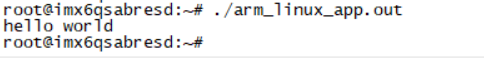 root@imx6qsabresd:~# ./arm_linux_app.out
hello world
root@imx6qsabresd:~#